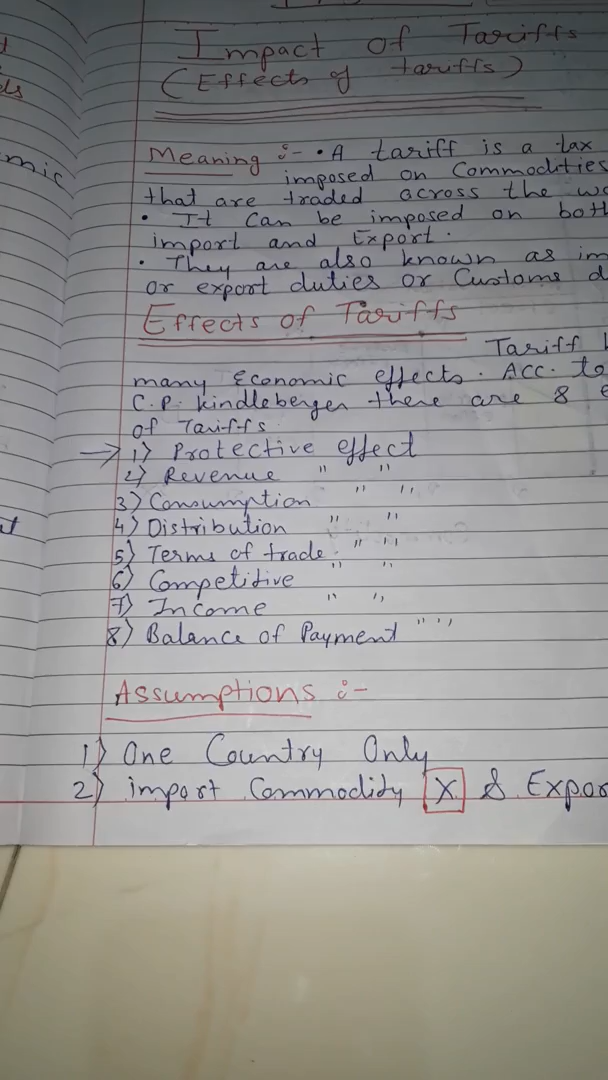 Impact of Tariffs
(Effects of tariffs)
Meaning :- • A tariff is a tax
imposed on Commodities
that are traded across the
• It Can be imposed on both
import and Export.
• They are also known as
or export duties or Customs
Effects of Tariffs
Tariff
many Economic effects. Acc. to
C.P. Kindleberger there are 8
of Tariffs.
→ 1) Protective effect
2) Revenue " "
3) Consumption " "
4) Distribution " "
5) Terms of trade " "
6) Competitive " "
7) Income " "
8) Balance of Payment " "
Assumptions :-
1) One Country Only
2) import Commodity X &